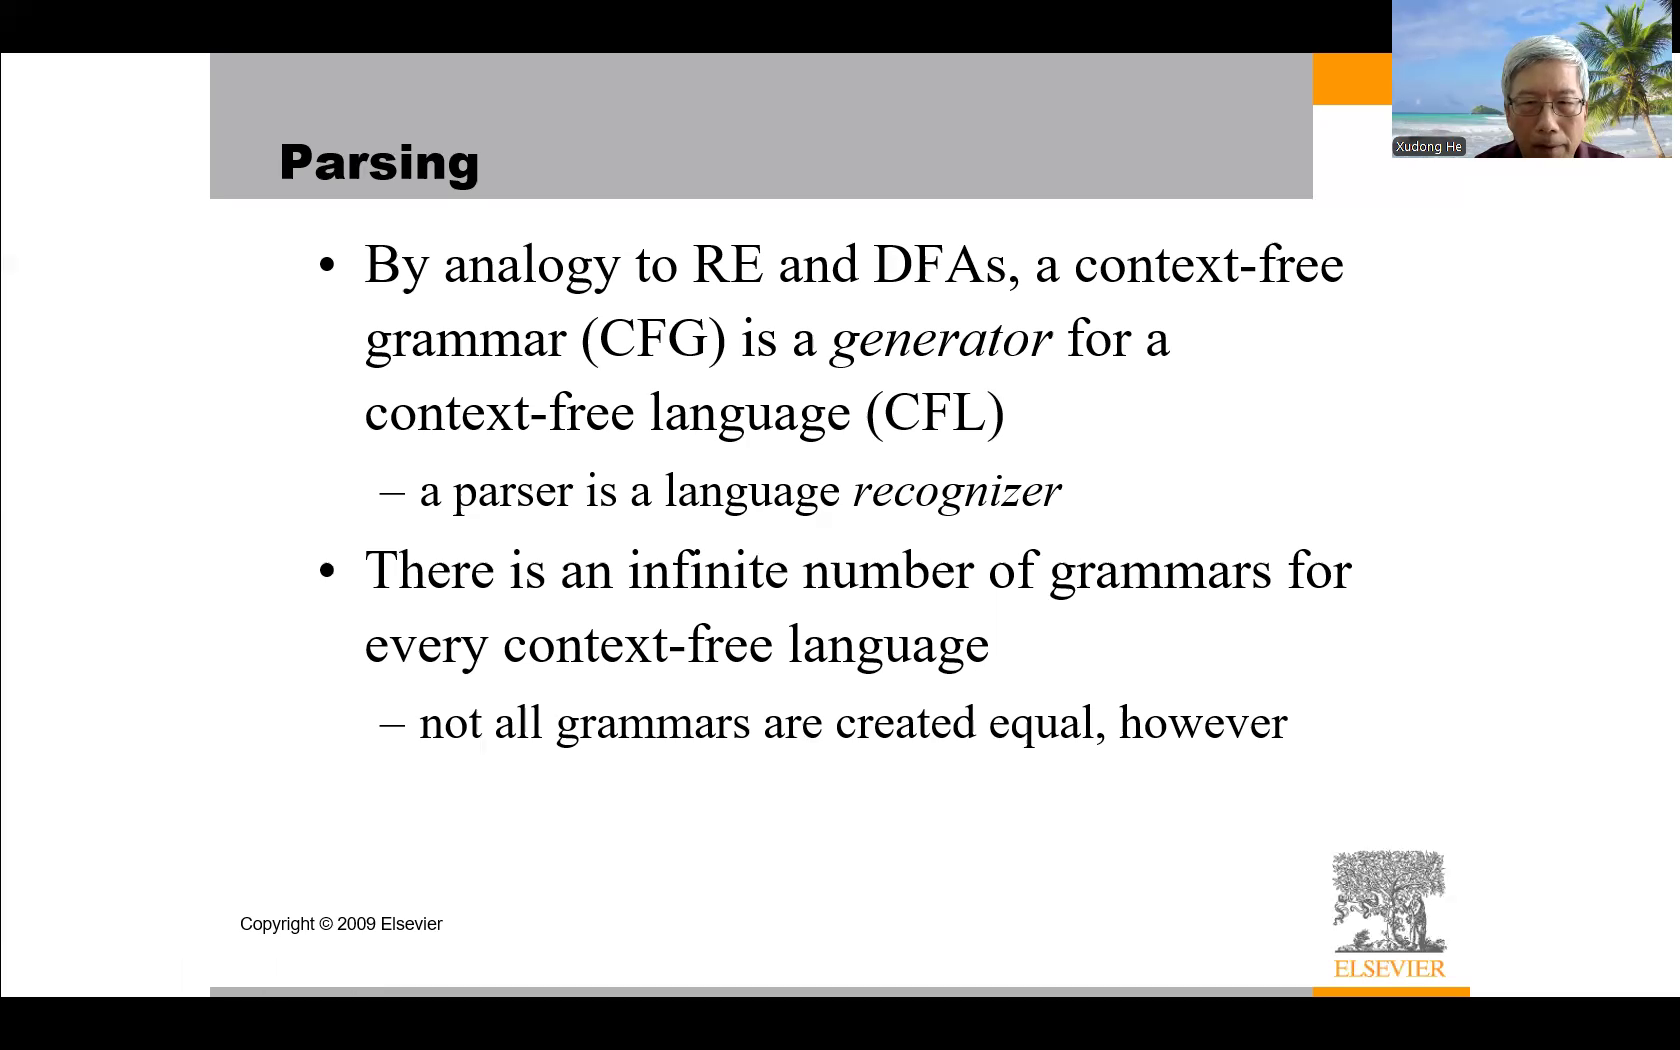 Xudong He
Parsing
• By analogy to RE and DFAs, a context-free
grammar (CFG) is a generator for a
context-free language (CFL)
– a parser is a language recognizer
• There is an infinite number of grammars for
every context-free language
– not all grammars are created equal, however
Copyright © 2009 Elsevier
ELSEVIER